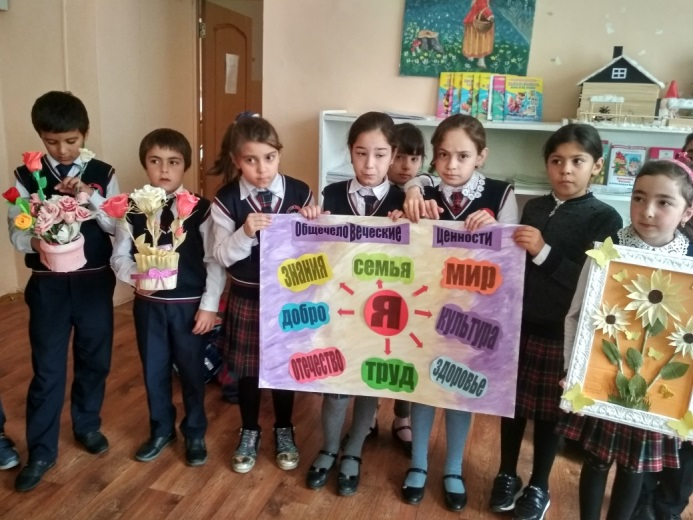 Общечеловеческие ценности
знания семья мир
добро Я культура
отечество труд здоровье